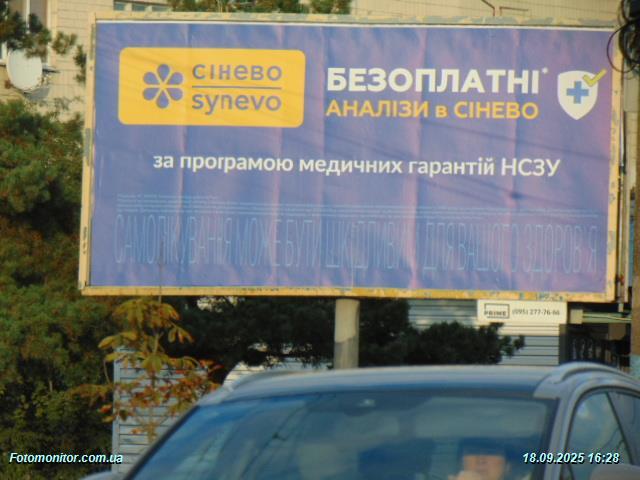 сінево
synevo
БЕЗОПЛАТНІ*
АНАЛІЗИ в СІНЕВО
за програмою медичних гарантій НСЗУ
САМОЛІКУВАННЯ МОЖЕ БУТИ ШКІДЛИВИМ ДЛЯ ВАШОГО ЗДОРОВ'Я
PRIME
(095) 277-76-66
Fotomonitor.com.ua
18.09.2025 16:28